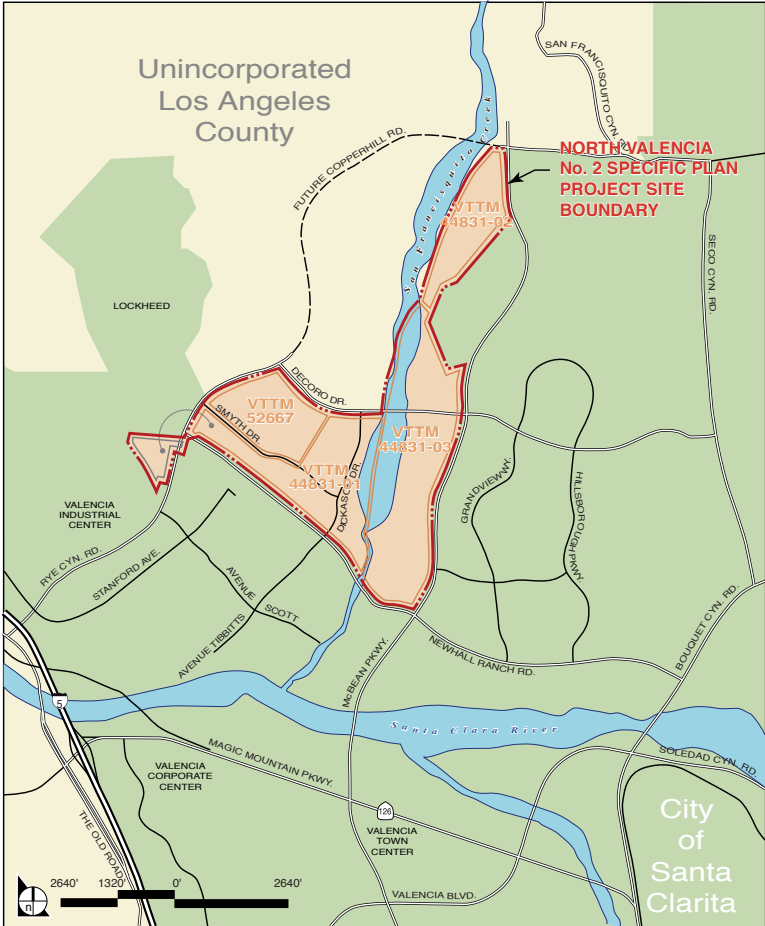 Unincorporated
Los Angeles
County
SAN FRANCISQUITO CYN. RD.
FUTURE COPPERHILL RD.
San Francisquito Creek
NORTH VALENCIA
No. 2 SPECIFIC PLAN
PROJECT SITE
BOUNDARY
VTTM
44831-02
SECO CYN. RD.
LOCKHEED
DECORO DR.
VTTM
52667
SMYTH DR.
VTTM
44831-03
VTTM
44831-01
DICKASON DR.
GRANDVIEW WY.
HILLSBOROUGH PKWY.
VALENCIA
INDUSTRIAL
CENTER
RYE CYN. RD.
STANFORD AVE.
AVENUE SCOTT
AVENUE TIBBITTS
McBEAN PKWY.
NEWHALL RANCH RD.
BOUQUET CYN. RD.
5
Santa Clara River
MAGIC MOUNTAIN PKWY.
SOLEDAD CYN. RD.
VALENCIA
CORPORATE
CENTER
THE OLD ROAD
126
VALENCIA
TOWN
CENTER
City
of
Santa
Clarita
VALENCIA BLVD.
2640' 1320' 0' 2640'
n